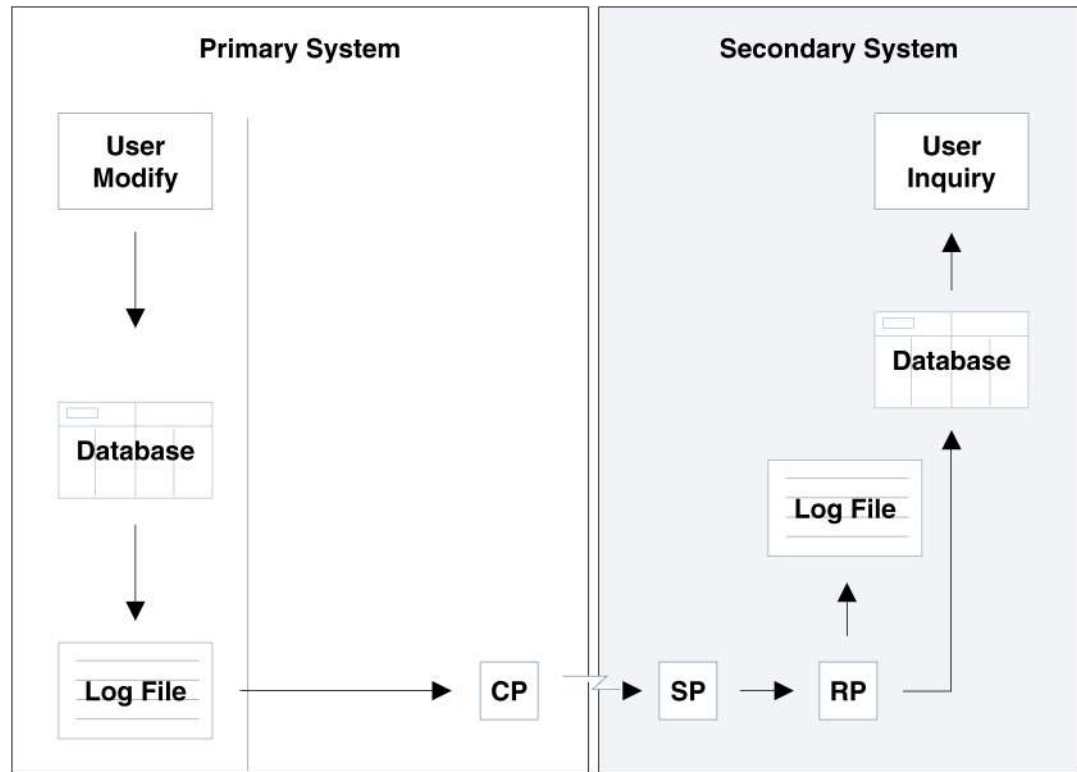 Primary System
User
Modify
Database
Log File
CP
Secondary System
User
Inquiry
Database
Log File
SP
RP